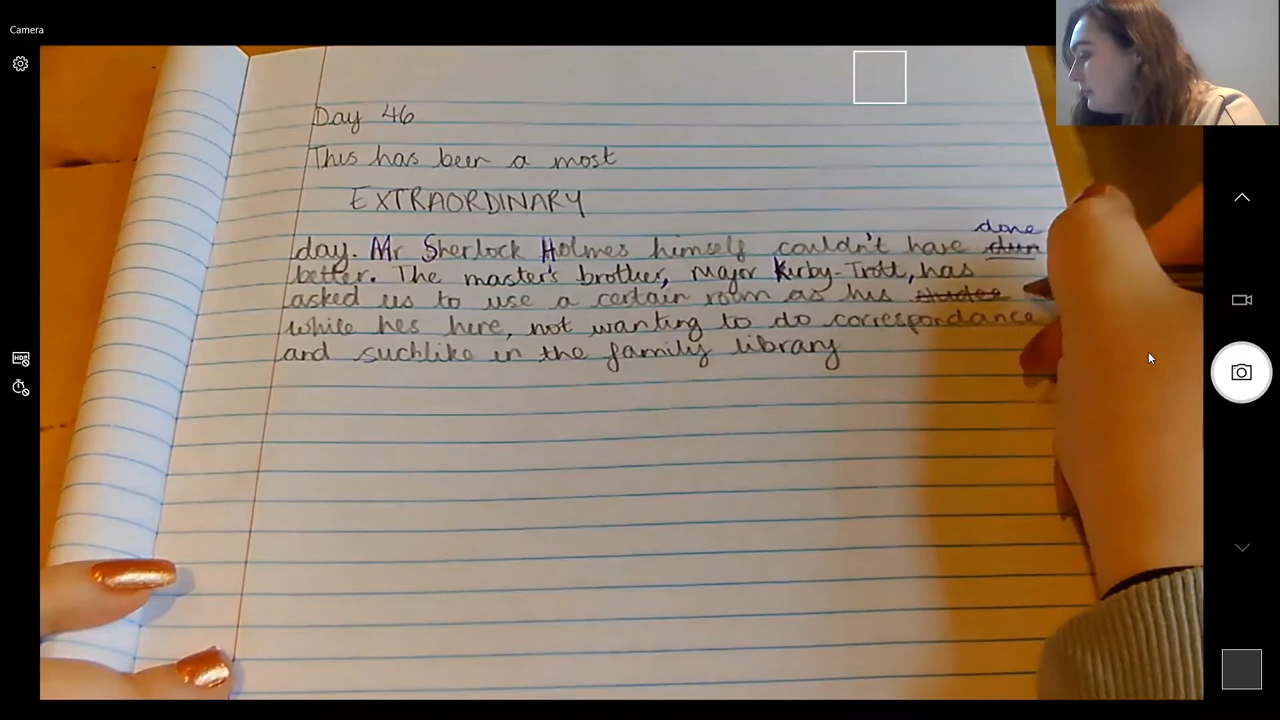 Camera
Day 46
This has been a most
EXTRAORDINARY
done
day. Mr Sherlock Holmes himself couldn't have dun
better. The master's brother, Major Kirby-Trott, has
asked us to use a certain room as his studee
while hes here, not wanting to do correspondance
and suchlike in the family library